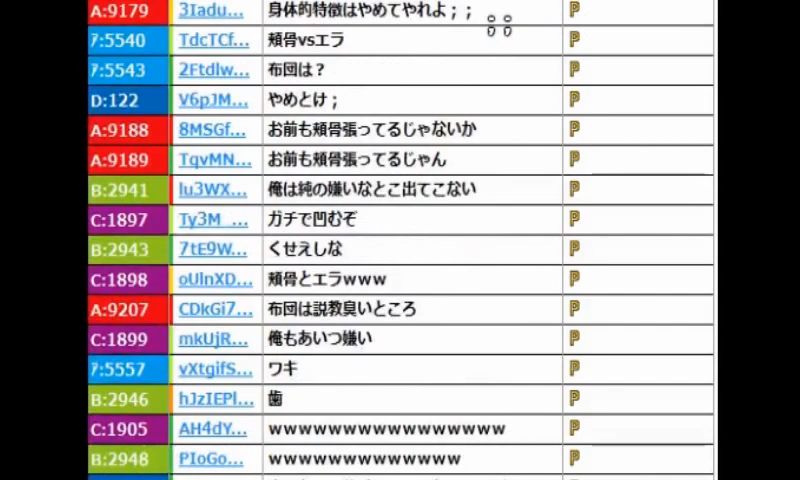 A:9179 3Iadu... 身体的特徴はやめてやれよ；； P
ｱ:5540 TdcTCf... 頬骨vsエラ P
ｱ:5543 2Ftdlw... 布団は？ P
D:122 V6pJM... やめとけ； P
A:9188 8MSGf... お前も頬骨張ってるじゃないか P
A:9189 TqvMN... お前も頬骨張ってるじゃん P
B:2941 lu3WX... 俺は純の嫌いなとこ出てこない P
C:1897 Ty3M_... ガチで凹むぞ P
B:2943 7tE9W... くせえしな P
C:1898 oUlnXD... 頬骨とエラwww P
A:9207 CDkGi7... 布団は説教臭いところ P
C:1899 mkUjR... 俺もあいつ嫌い P
ｱ:5557 vXtgifS... ワキ P
B:2946 hJzIEPl... 歯 P
C:1905 AH4dY... wwwwwwwwwwwwwwww P
B:2948 PIoGo... wwwwwwwwwwwww P